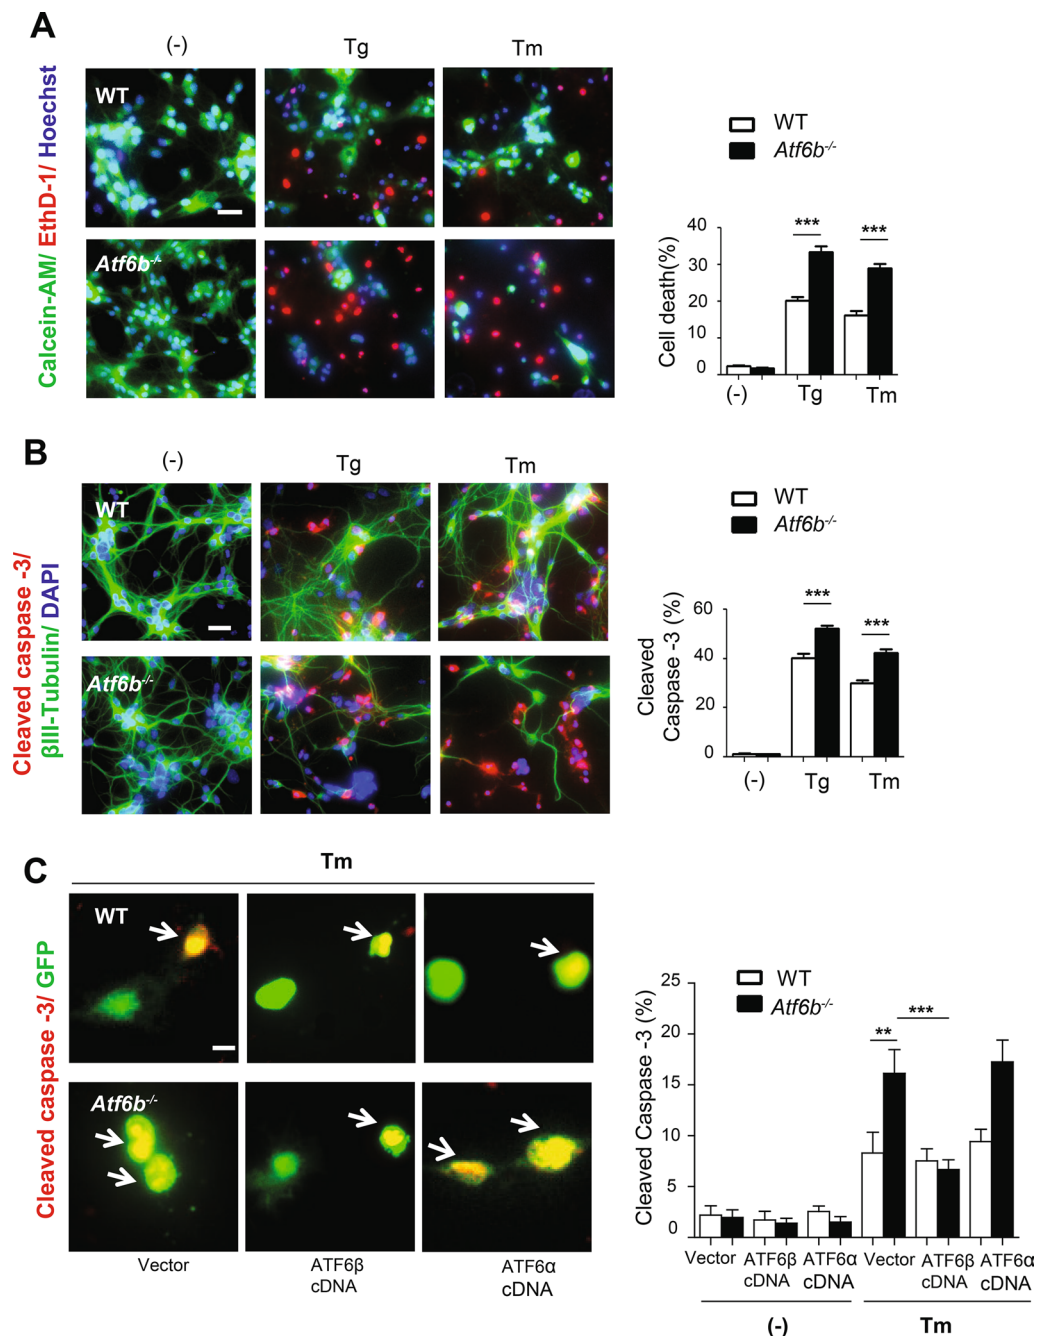 A
(-)
Tg
Tm
Calcein-AM/ EthD-1/ Hoechst
WT
Atf6b-/-
WT
Atf6b-/-
Cell death(%)
40
30
20
10
0
***
***
(-)
Tg
Tm
B
(-)
Tg
Tm
Cleaved caspase -3/
βIII-Tubulin/ DAPI
WT
Atf6b-/-
WT
Atf6b-/-
Cleaved
Caspase -3 (%)
60
40
20
0
***
***
(-)
Tg
Tm
C
Tm
Cleaved caspase -3/ GFP
WT
Atf6b-/-
Vector
ATF6β
cDNA
ATF6α
cDNA
WT
Atf6b-/-
Cleaved Caspase -3 (%)
25
20
15
10
5
0
**
***
Vector
ATF6β
cDNA
ATF6α
cDNA
Vector
ATF6β
cDNA
ATF6α
cDNA
(-)
Tm